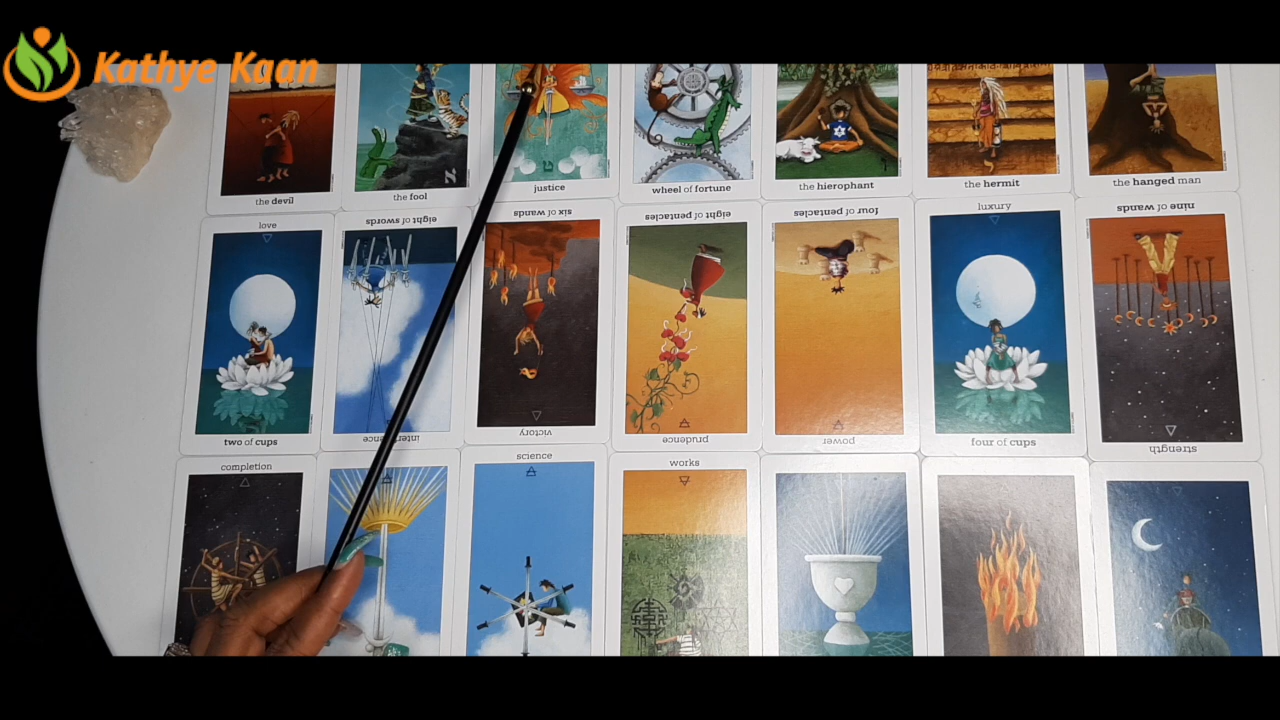 Kathye Kaan
the devil
the fool
justice
wheel of fortune
the hierophant
the hermit
the hanged man
love
eight of swords
six of wands
eight of pentacles
four of pentacles
luxury
nine of wands
two of cups
victory
prudence
power
four of cups
strength
completion
science
works